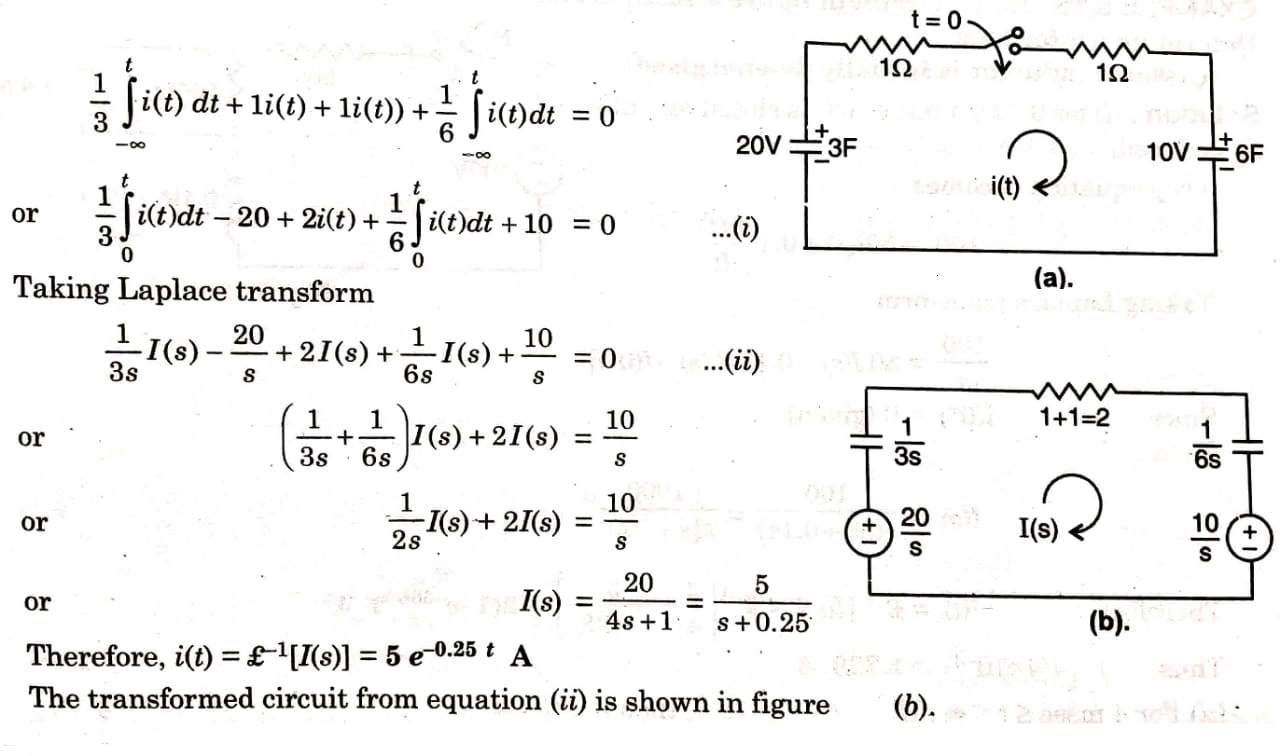 t = 0
1Ω 1Ω
20V + − 3F
i(t)
10V + − 6F
(a).
1/3 ∫_{−∞}^{t} i(t) dt + 1i(t) + 1i(t)) + 1/6 ∫_{−∞}^{t} i(t)dt = 0
or 1/3 ∫_{0}^{t} i(t)dt – 20 + 2i(t) + 1/6 ∫_{0}^{t} i(t)dt + 10 = 0 ...(i)
Taking Laplace transform
1/3s I(s) – 20/s + 2I(s) + 1/6s I(s) + 10/s = 0 ...(ii)
or (1/3s + 1/6s) I(s) + 2I(s) = 10/s
or 1/2s I(s) + 2I(s) = 10/s
or I(s) = 20/4s + 1 = 5/s + 0.25
Therefore, i(t) = £⁻¹[I(s)] = 5 e^{–0.25 t} A
The transformed circuit from equation (ii) is shown in figure (b).
1+1=2
1/3s
1/6s
+ − 20/s
I(s)
10/s + −
(b).